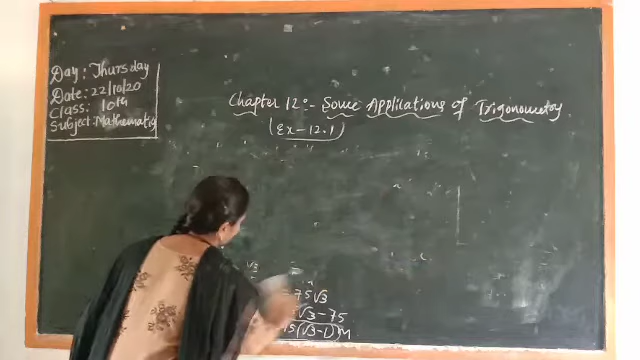 Day: Thursday
Date: 22/10/20
Class: 10th
Subject: Mathematics
Chapter 12:- Some Applications of Trigonometry
(Ex-12.1)
√3
75√3
√3 - 75
75(√3-1)M